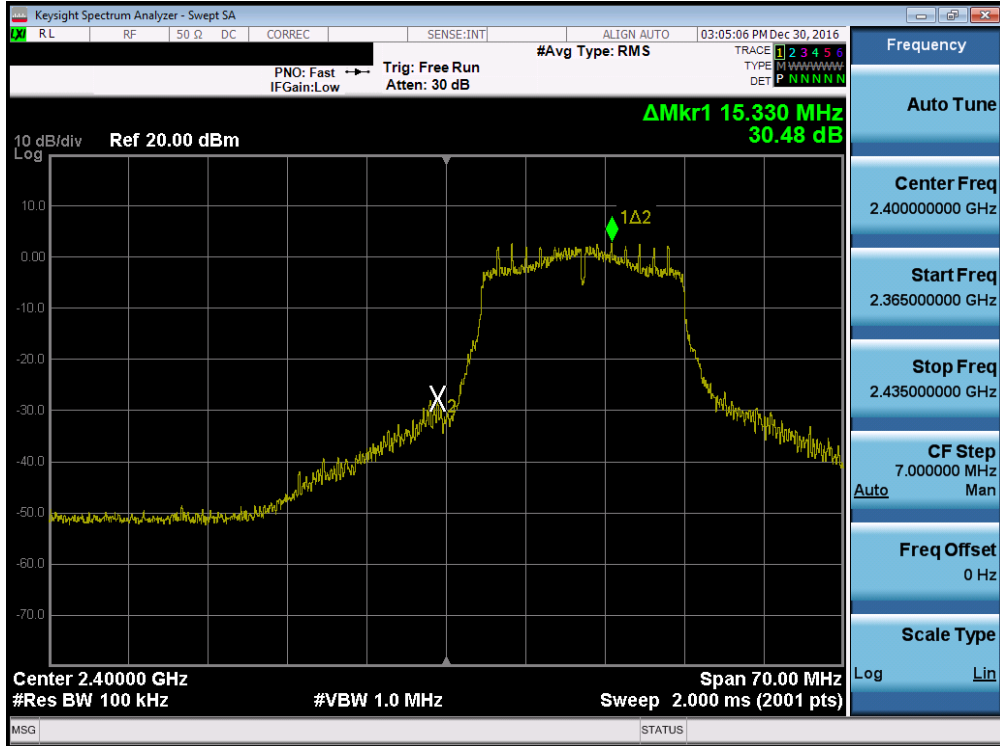 Keysight Spectrum Analyzer - Swept SA
LXI RL RF 50 Ω DC CORREC SENSE:INT ALIGN AUTO 03:05:06 PM Dec 30, 2016
#Avg Type: RMS TRACE 1 2 3 4 5 6
PNO: Fast Trig: Free Run TYPE M WWWWW
IFGain:Low Atten: 30 dB DET P N N N N N
ΔMkr1 15.330 MHz
30.48 dB
10 dB/div Ref 20.00 dBm
Log
10.0
1Δ2
0.00
-10.0
-20.0
X2
-30.0
-40.0
-50.0
-60.0
-70.0
Center 2.40000 GHz Span 70.00 MHz
#Res BW 100 kHz #VBW 1.0 MHz Sweep 2.000 ms (2001 pts)
MSG STATUS
Frequency
Auto Tune
Center Freq
2.400000000 GHz
Start Freq
2.365000000 GHz
Stop Freq
2.435000000 GHz
CF Step
7.000000 MHz
Auto Man
Freq Offset
0 Hz
Scale Type
Log Lin